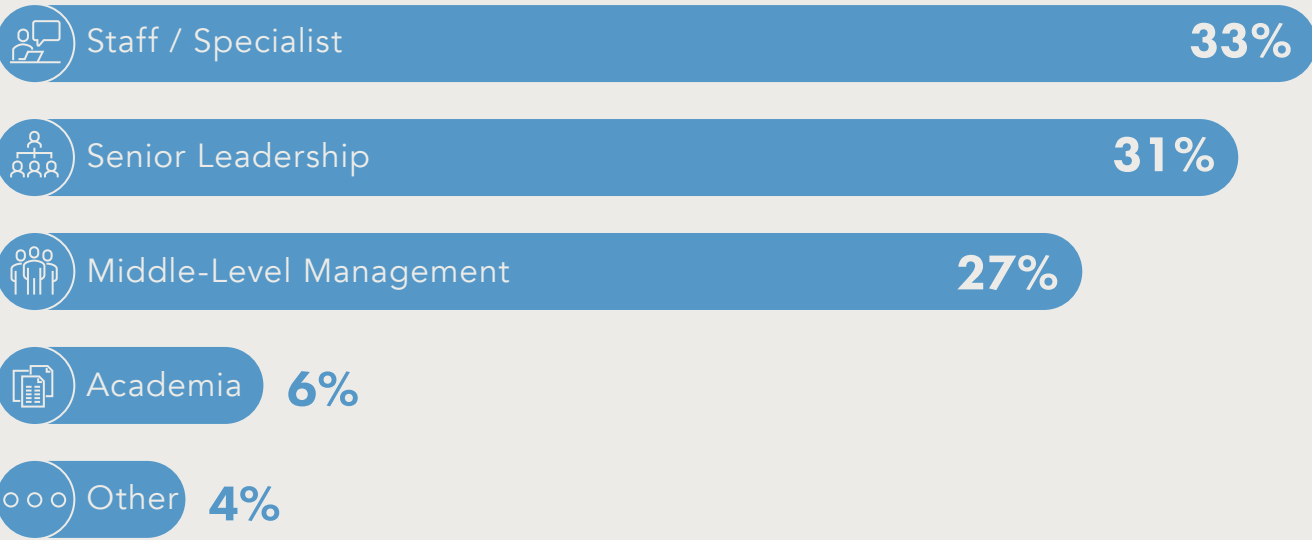 Staff / Specialist 33%
Senior Leadership 31%
Middle-Level Management 27%
Academia 6%
Other 4%